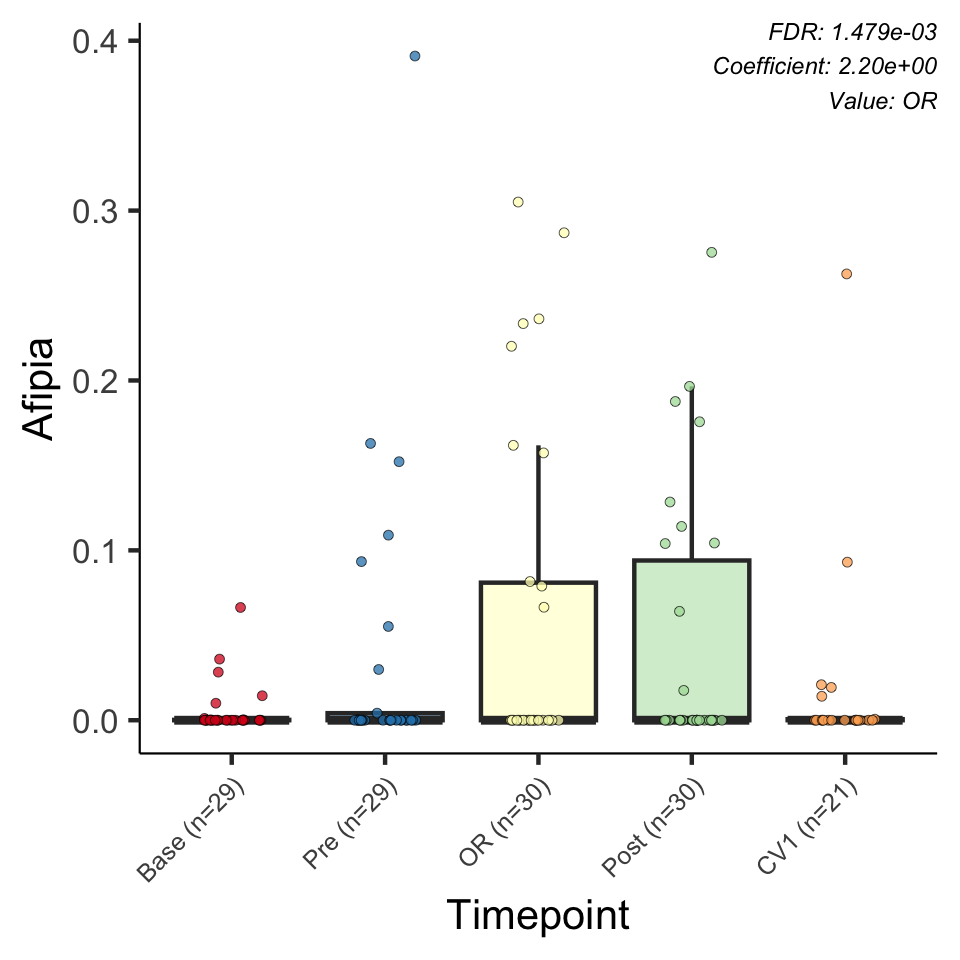 FDR: 1.479e-03
Coefficient: 2.20e+00
Value: OR
0.4
0.3
0.2
0.1
0.0
Afipia
Base (n=29)
Pre (n=29)
OR (n=30)
Post (n=30)
CV1 (n=21)
Timepoint